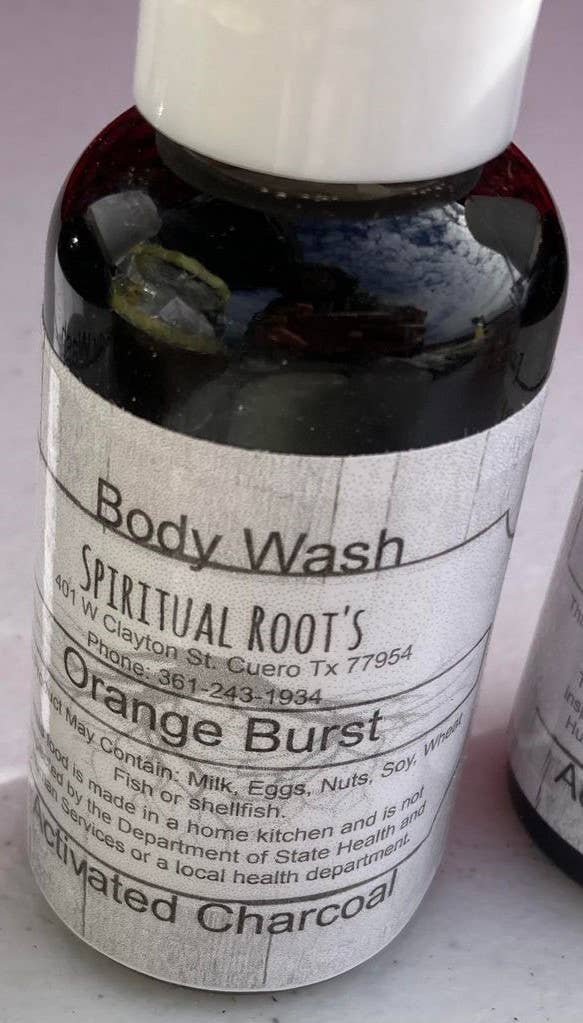 Body Wash
SPIRITUAL ROOT'S
401 W Clayton St. Cuero Tx 77954
Phone: 361-243-1934
Orange Burst
May Contain: Milk, Eggs, Nuts, Soy, Wheat
Fish or shellfish.
food is made in a home kitchen and is not
by the Department of State Health and
Services or a local health department.
Activated Charcoal